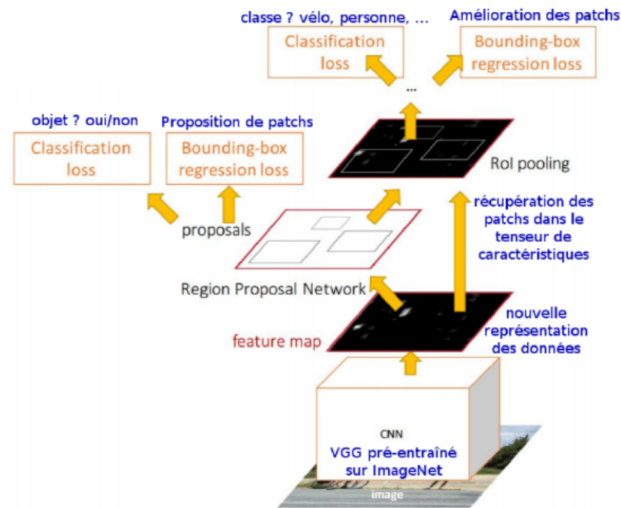 classe ? vélo, personne, ...
Amélioration des patchs
Classification
loss
Bounding-box
regression loss
...
objet ? oui/non
Proposition de patchs
Classification
loss
Bounding-box
regression loss
RoI pooling
proposals
récupération des
patchs dans le
tenseur de
caractéristiques
Region Proposal Network
feature map
nouvelle
représentation
des données
CNN
VGG pré-entraîné
sur ImageNet
image